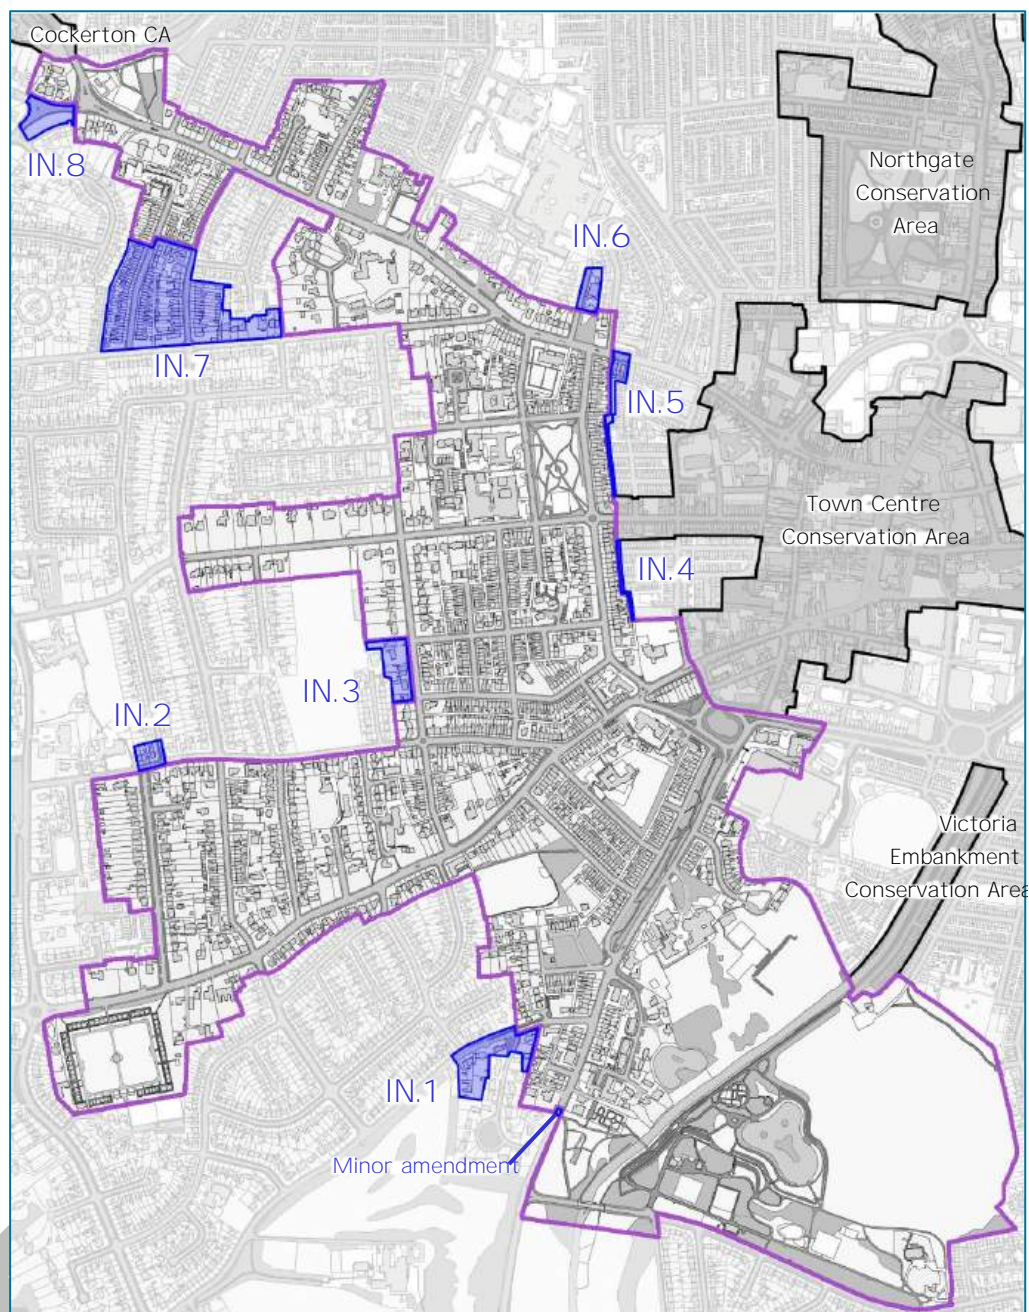 Cockerton CA
IN.8
Northgate
Conservation
Area
IN.6
IN.7
IN.5
Town Centre
Conservation Area
IN.4
IN.3
IN.2
Victoria
Embankment
Conservation Area
IN.1
Minor amendment